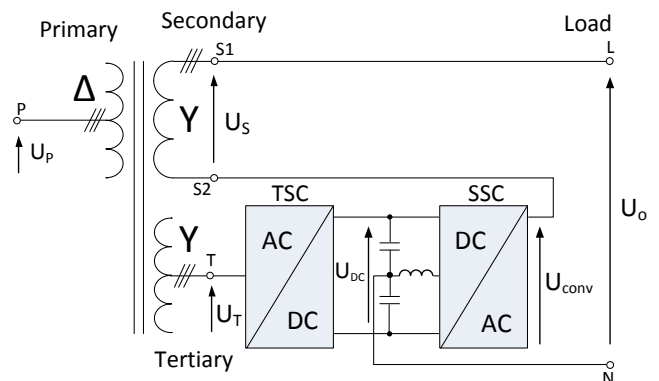 Primary
Secondary
Load
S1
L
Δ
P
Y
U_S
U_P
S2
TSC
SSC
U_o
Y
AC
DC
T
U_DC
U_conv
U_T
DC
AC
Tertiary
N